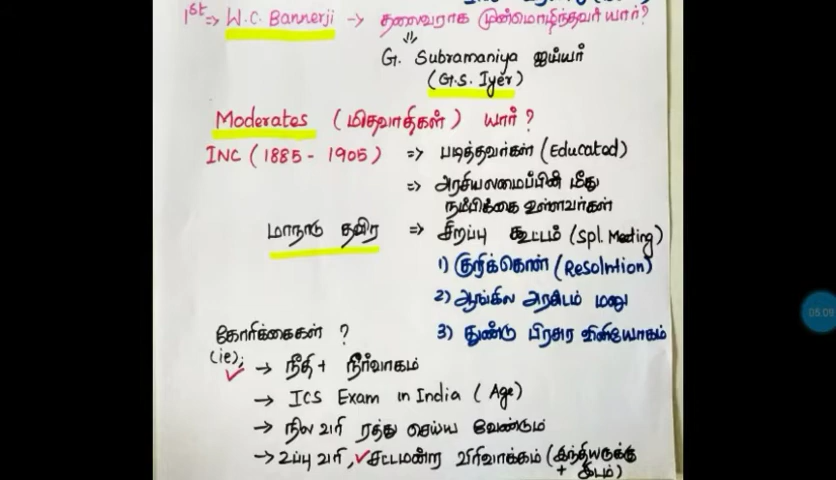 1st => W.C. Bannerji -> தலைவராக முன்மொழிந்தவர் யார்?
G. Subramaniya ஐய்யர்
(G.S. Iyer)
Moderates (மிதவாதிகள்) யார் ?
INC (1885 - 1905) => படித்தவர்கள் (Educated)
=> அரசியலமைப்பின் மீது
நம்பிக்கை உள்ளவர்கள்
மாநாடு தவிர => சிறப்பு கூட்டம் (Spl. Meeting)
1) குறிக்கொண் (Resolution)
2) ஆங்கில அரசிடம் மனு
3) துண்டு பிரசுர வினியோகம்
கோரிக்கைகள் ?
(ie);
-> நீதி + நீர்வாகம்
-> ICS Exam in India (Age)
-> நில வரி ரத்து செய்ய வேண்டும்
-> உப்பு வரி, சட்டமன்ற விரிவாக்கம் (இந்தியருக்கு
+ இடம்)
05:09